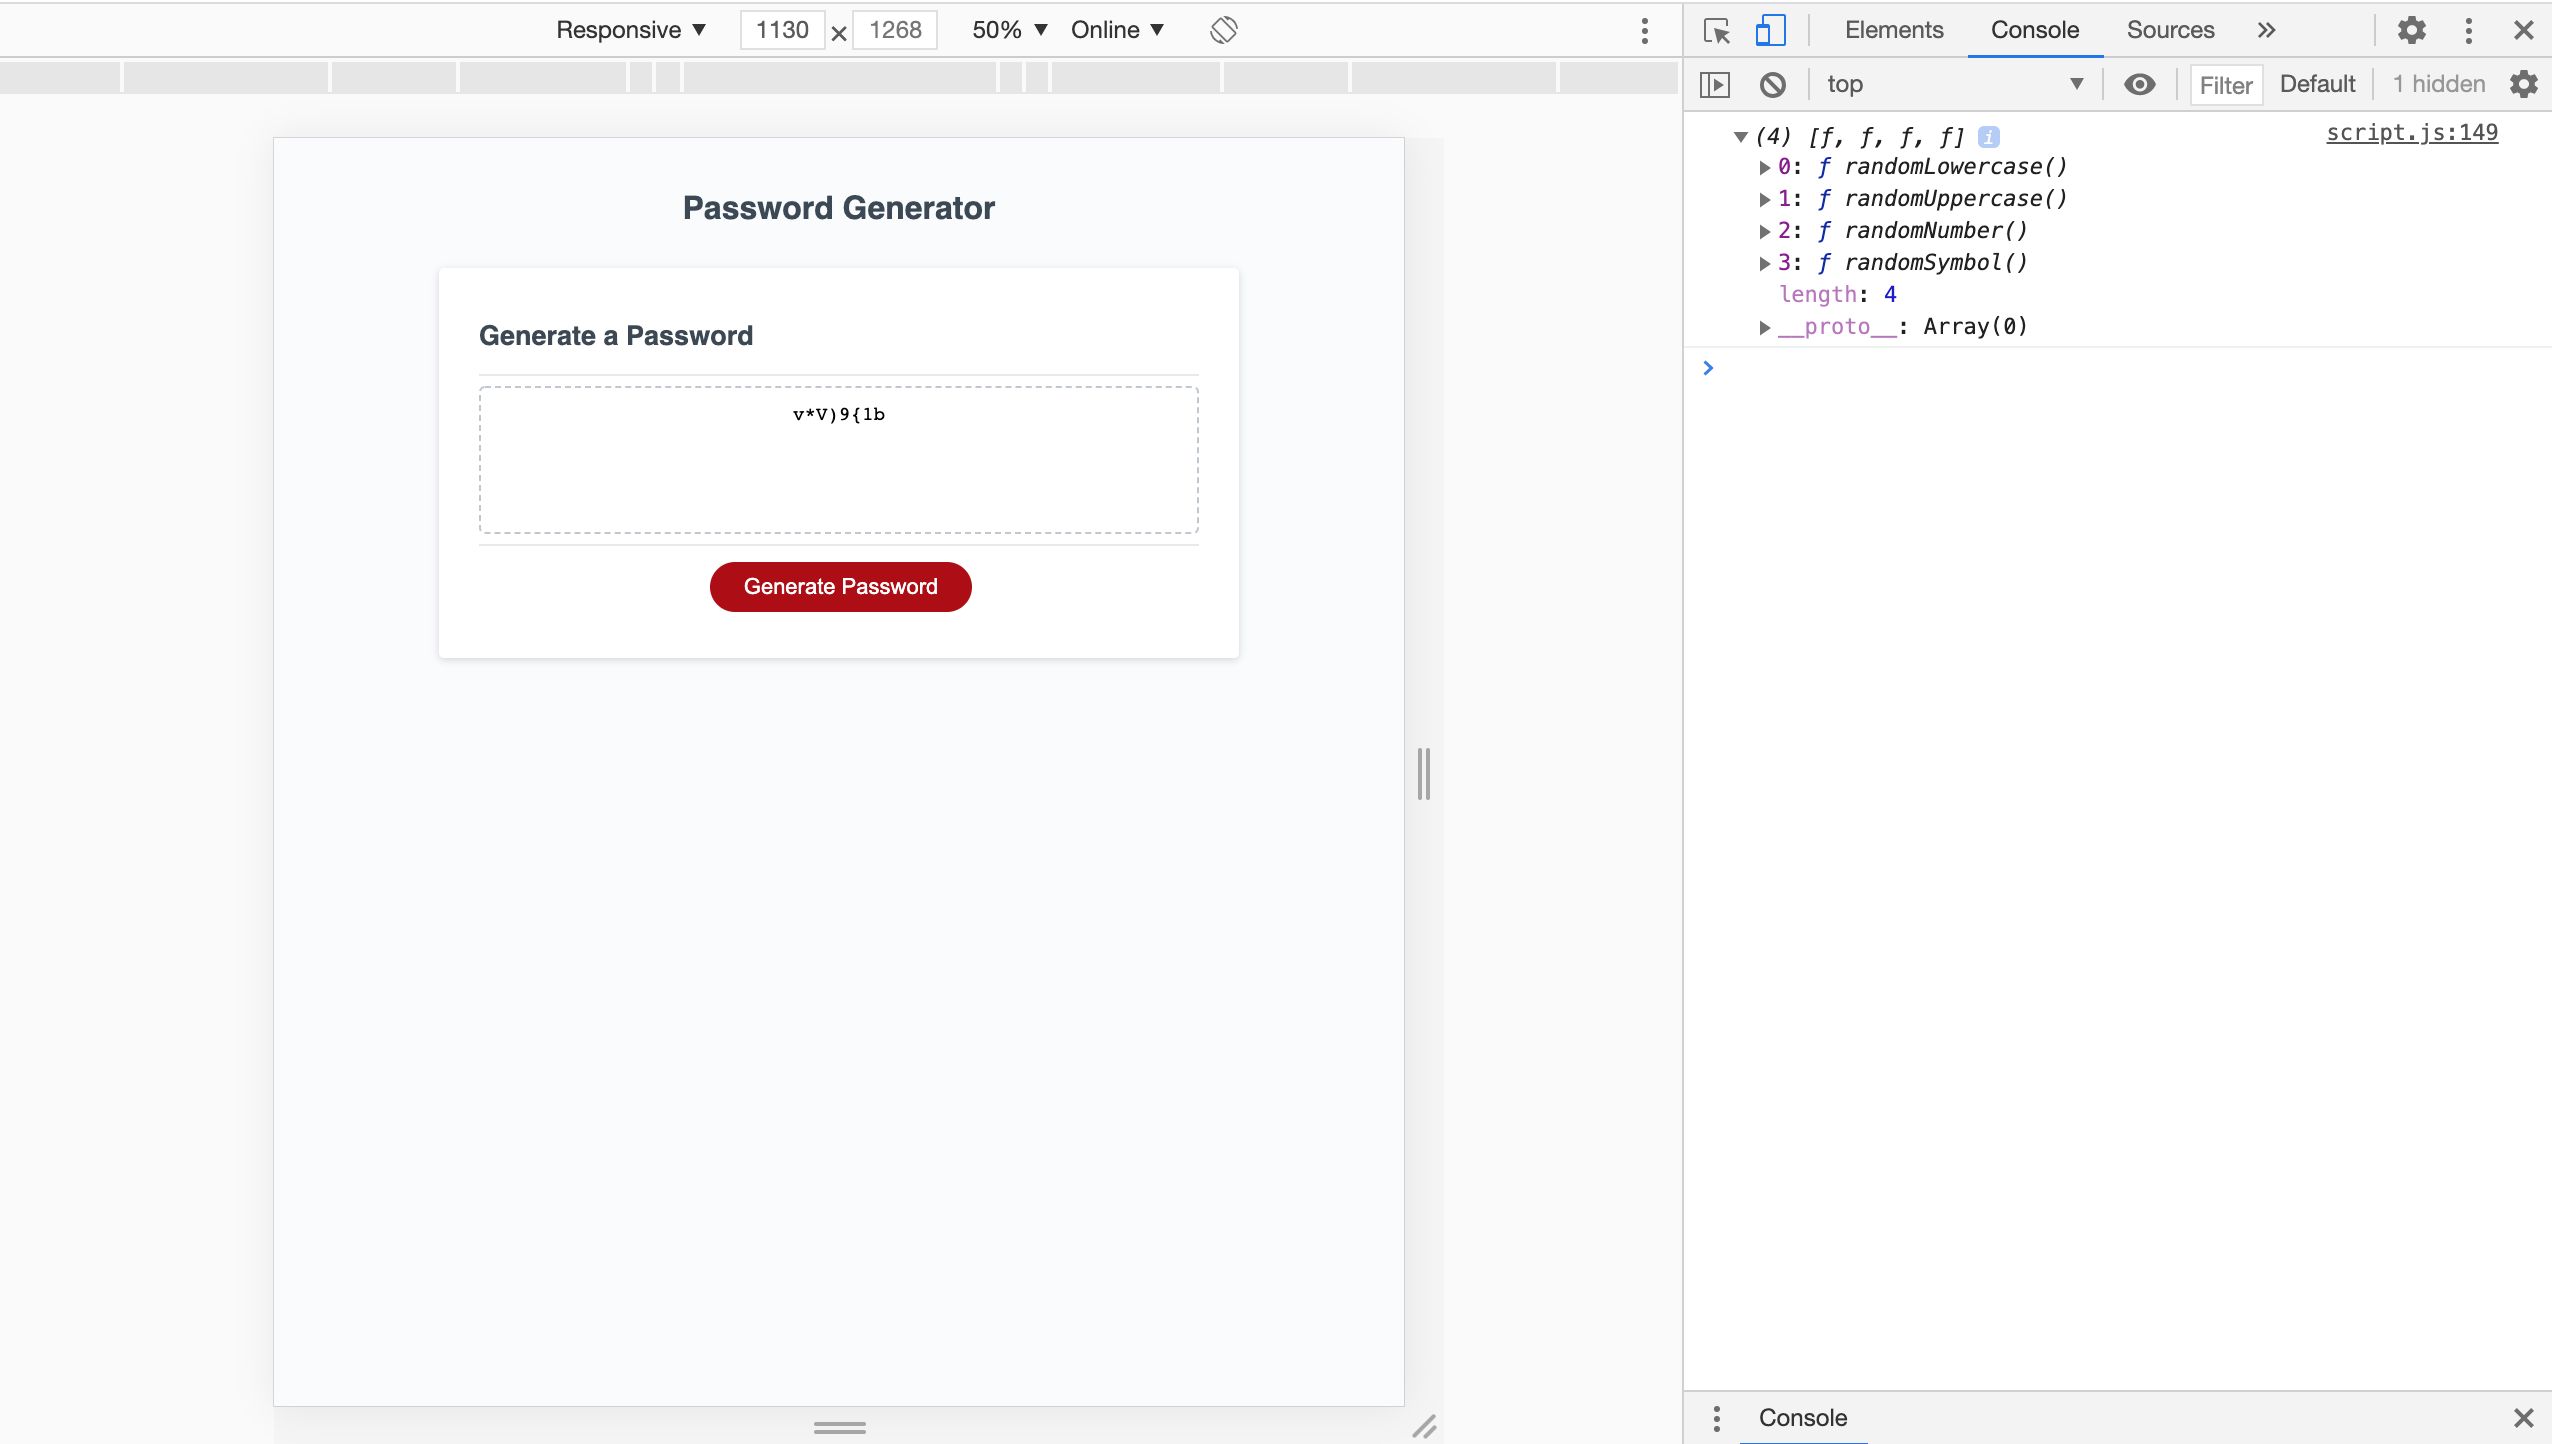 Responsive ▼ 1130 × 1268 50% ▼ Online ▼
Password Generator
Generate a Password
v*V)9{1b
Generate Password
Elements Console Sources »
top ▼ Filter Default 1 hidden
▼(4) [ƒ, ƒ, ƒ, ƒ] i script.js:149
▶0: ƒ randomLowercase()
▶1: ƒ randomUppercase()
▶2: ƒ randomNumber()
▶3: ƒ randomSymbol()
length: 4
▶__proto__: Array(0)
>
Console